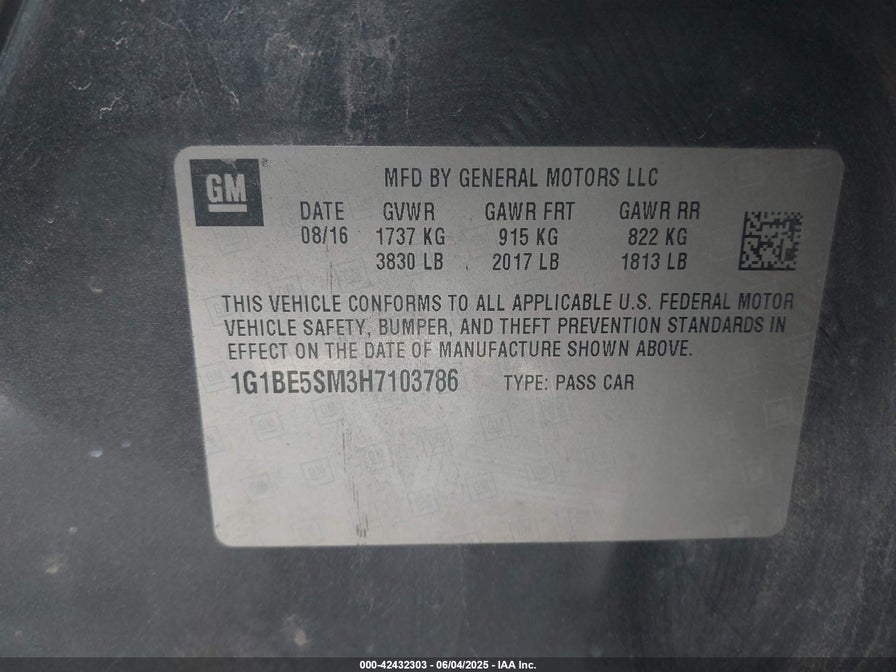 GM
MFD BY GENERAL MOTORS LLC
DATE GVWR GAWR FRT GAWR RR
08/16 1737 KG 915 KG 822 KG
3830 LB 2017 LB 1813 LB
THIS VEHICLE CONFORMS TO ALL APPLICABLE U.S. FEDERAL MOTOR
VEHICLE SAFETY, BUMPER, AND THEFT PREVENTION STANDARDS IN
EFFECT ON THE DATE OF MANUFACTURE SHOWN ABOVE.
1G1BE5SM3H7103786 TYPE: PASS CAR
000-42432303 - 06/04/2025 - IAA Inc.